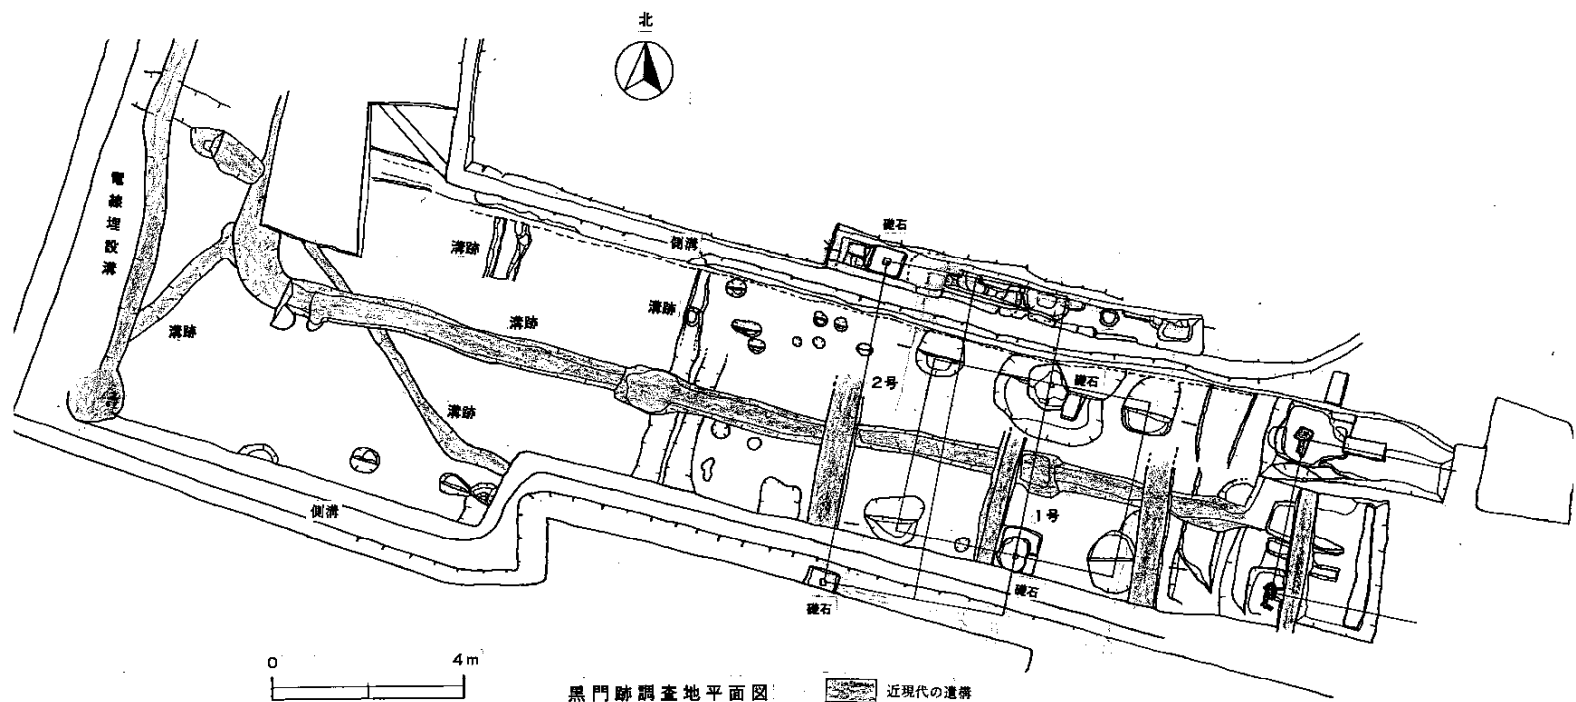 北
電線埋設溝
溝跡
側溝
礎石
溝跡
溝跡
溝跡
2号
礎石
溝跡
側溝
1号
礎石
礎石
0 4m
黒門跡調査地平面図
近現代の遺構